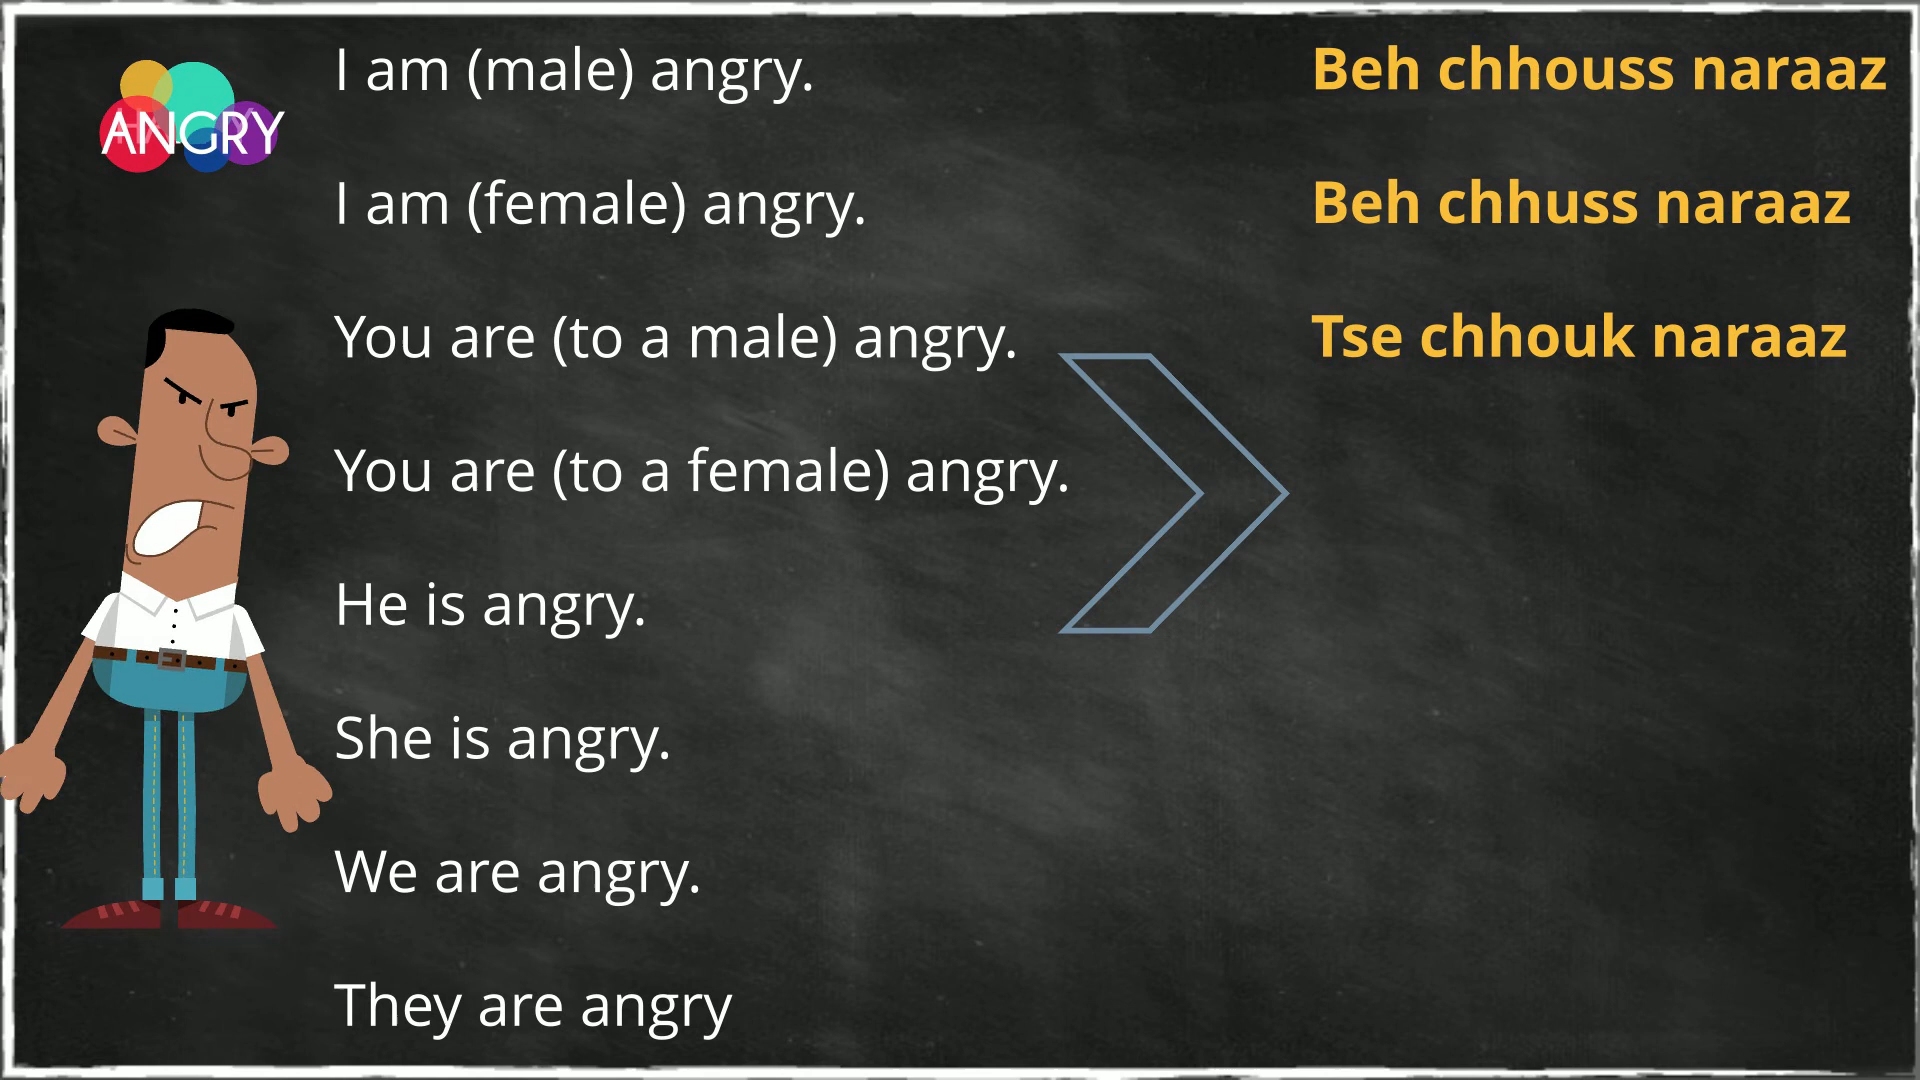 ANGRY
I am (male) angry. Beh chhouss naraaz
I am (female) angry. Beh chhuss naraaz
You are (to a male) angry. Tse chhouk naraaz
You are (to a female) angry.
He is angry.
She is angry.
We are angry.
They are angry